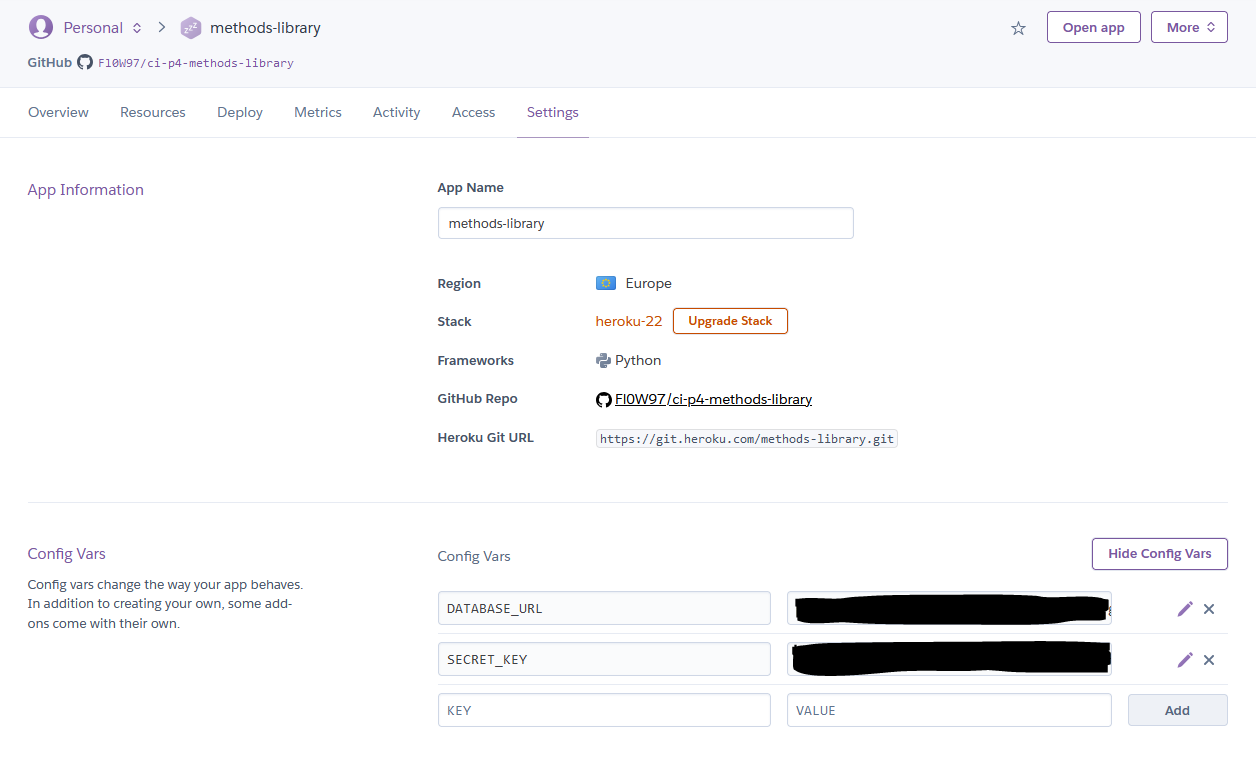 Personal methods-library Open app More
GitHub Fl0W97/ci-p4-methods-library
Overview Resources Deploy Metrics Activity Access Settings
App Information
App Name
methods-library
Region Europe
Stack heroku-22 Upgrade Stack
Frameworks Python
GitHub Repo Fl0W97/ci-p4-methods-library
Heroku Git URL https://git.heroku.com/methods-library.git
Config Vars
Config vars change the way your app behaves.
In addition to creating your own, some add-
ons come with their own.
Config Vars Hide Config Vars
DATABASE_URL
SECRET_KEY
KEY VALUE Add